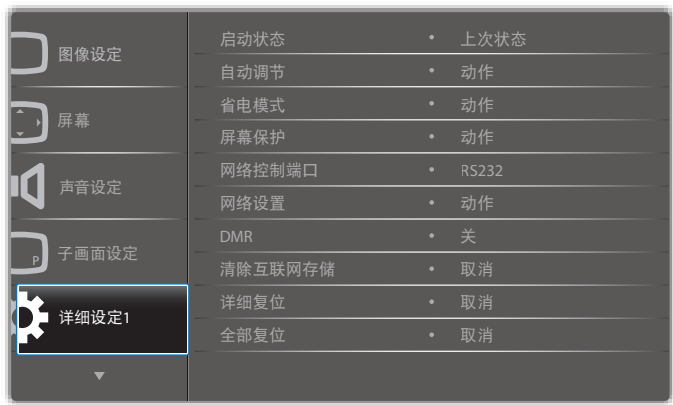 图像设定
屏幕
声音设定
P
子画面设定
详细设定1
启动状态 • 上次状态
自动调节 • 动作
省电模式 • 动作
屏幕保护 • 动作
网络控制端口 • RS232
网络设置 • 动作
DMR • 关
清除互联网存储 • 取消
详细复位 • 取消
全部复位 • 取消